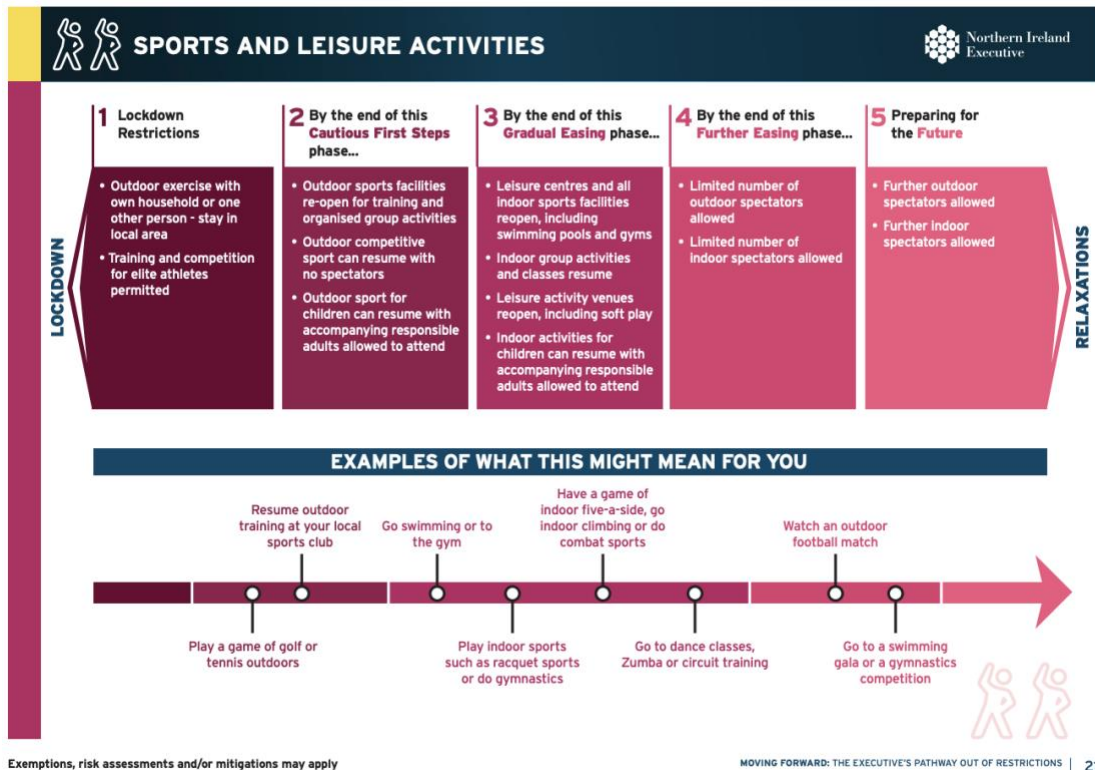 SPORTS AND LEISURE ACTIVITIES
Northern Ireland
Executive
LOCKDOWN
1 Lockdown
Restrictions
• Outdoor exercise with
own household or one
other person - stay in
local area
• Training and competition
for elite athletes
permitted
2 By the end of this
Cautious First Steps
phase...
• Outdoor sports facilities
re-open for training and
organised group activities
• Outdoor competitive
sport can resume with
no spectators
• Outdoor sport for
children can resume with
accompanying responsible
adults allowed to attend
3 By the end of this
Gradual Easing phase...
• Leisure centres and all
indoor sports facilities
reopen, including
swimming pools and gyms
• Indoor group activities
and classes resume
• Leisure activity venues
reopen, including soft play
• Indoor activities for
children can resume with
accompanying responsible
adults allowed to attend
4 By the end of this
Further Easing phase...
• Limited number of
outdoor spectators
allowed
• Limited number of
indoor spectators allowed
5 Preparing for
the Future
• Further outdoor
spectators allowed
• Further indoor
spectators allowed
RELAXATIONS
EXAMPLES OF WHAT THIS MIGHT MEAN FOR YOU
Resume outdoor
training at your local
sports club
Go swimming or to
the gym
Have a game of
indoor five-a-side, go
indoor climbing or do
combat sports
Watch an outdoor
football match
Play a game of golf or
tennis outdoors
Play indoor sports
such as racquet sports
or do gymnastics
Go to dance classes,
Zumba or circuit training
Go to a swimming
gala or a gymnastics
competition
Exemptions, risk assessments and/or mitigations may apply
MOVING FORWARD: THE EXECUTIVE'S PATHWAY OUT OF RESTRICTIONS